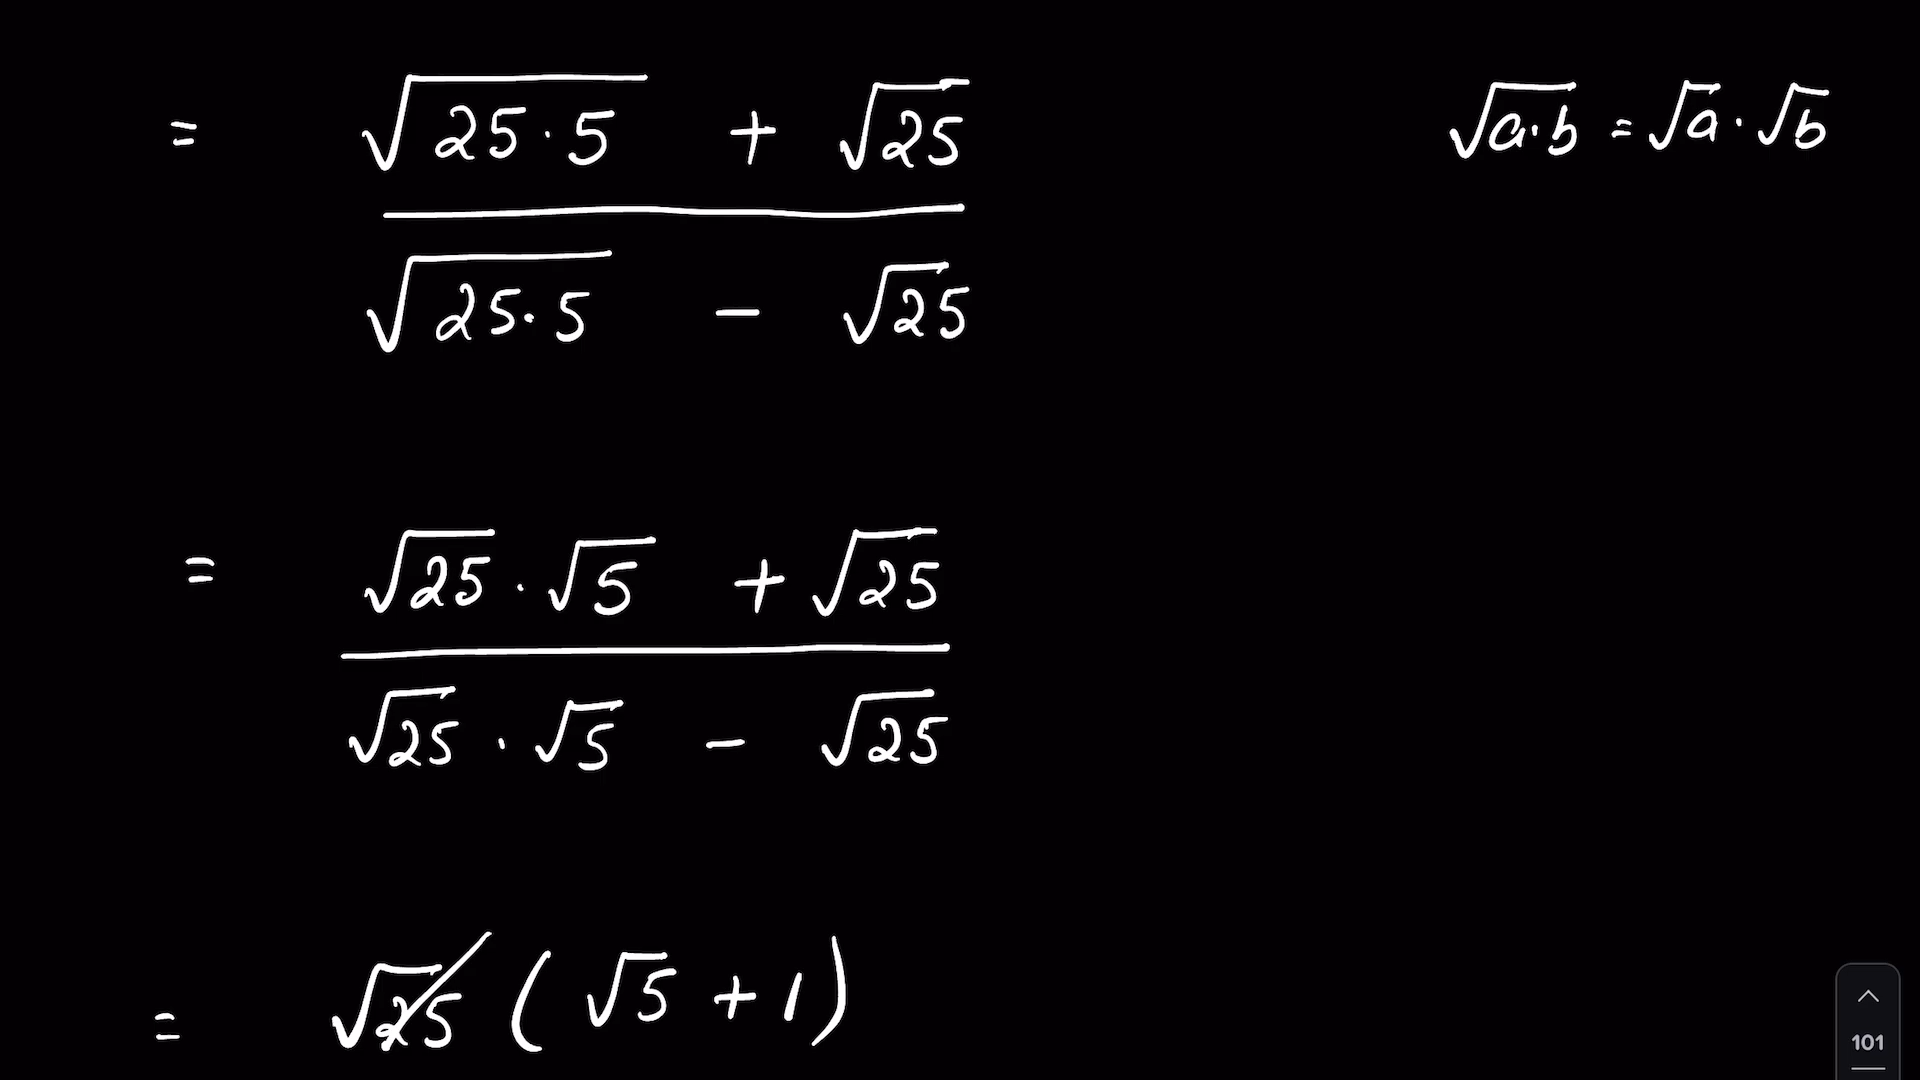 = √(25·5) + √25      √(a·b) = √a · √b
√(25·5) - √25
= √25 · √5 + √25
√25 · √5 - √25
= √25 (√5 + 1)
101